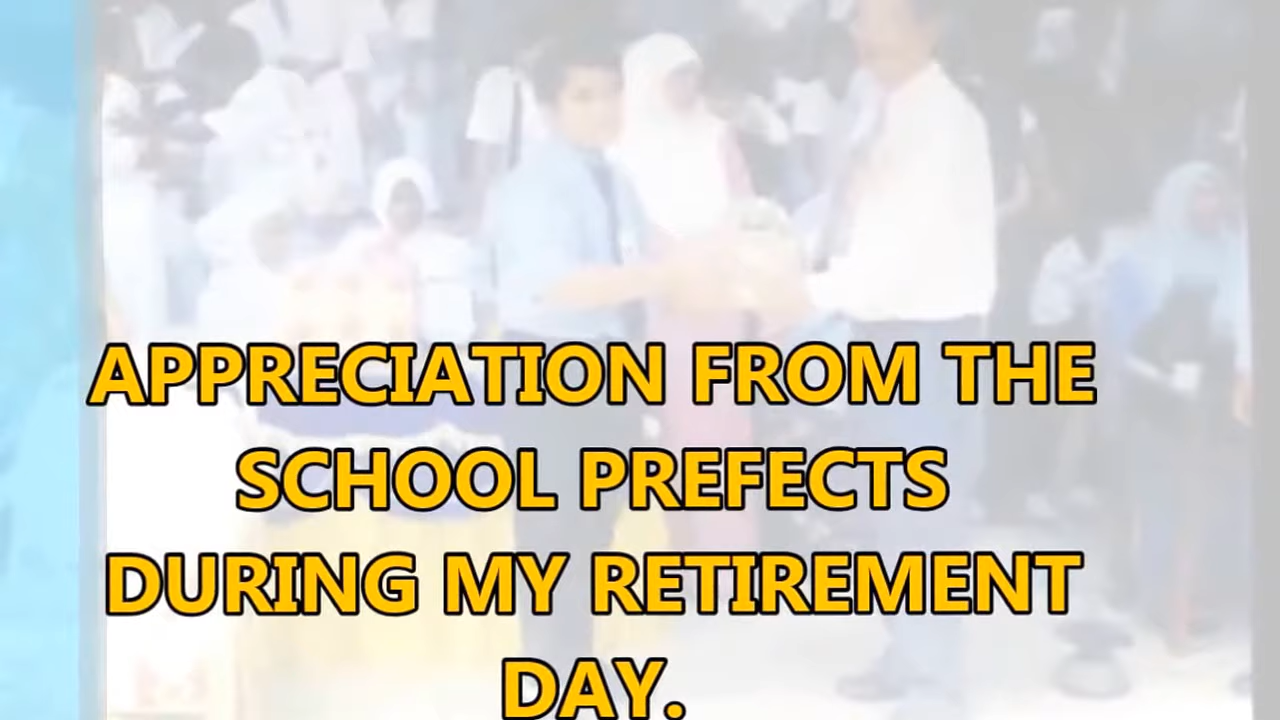 APPRECIATION FROM THE
SCHOOL PREFECTS
DURING MY RETIREMENT
DAY.